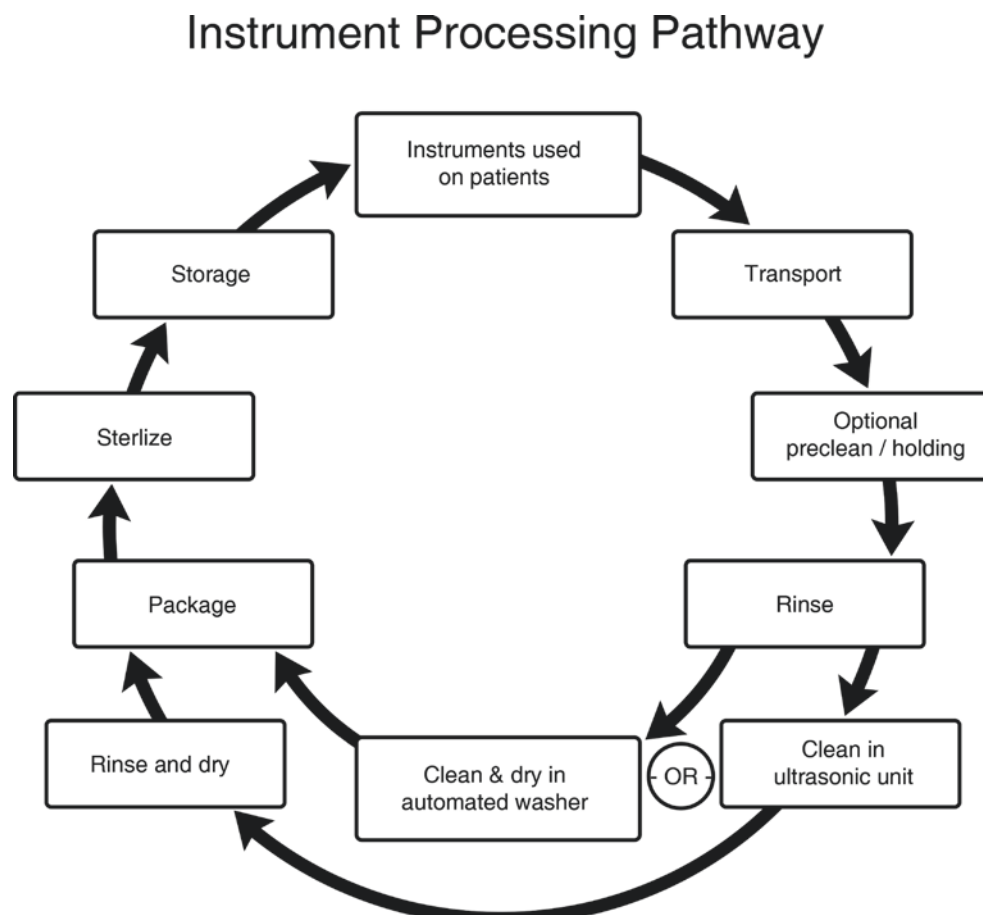 Instrument Processing Pathway
Instruments used
on patients
Transport
Optional
preclean / holding
Rinse
Clean in
ultrasonic unit
OR
Clean & dry in
automated washer
Rinse and dry
Package
Sterlize
Storage